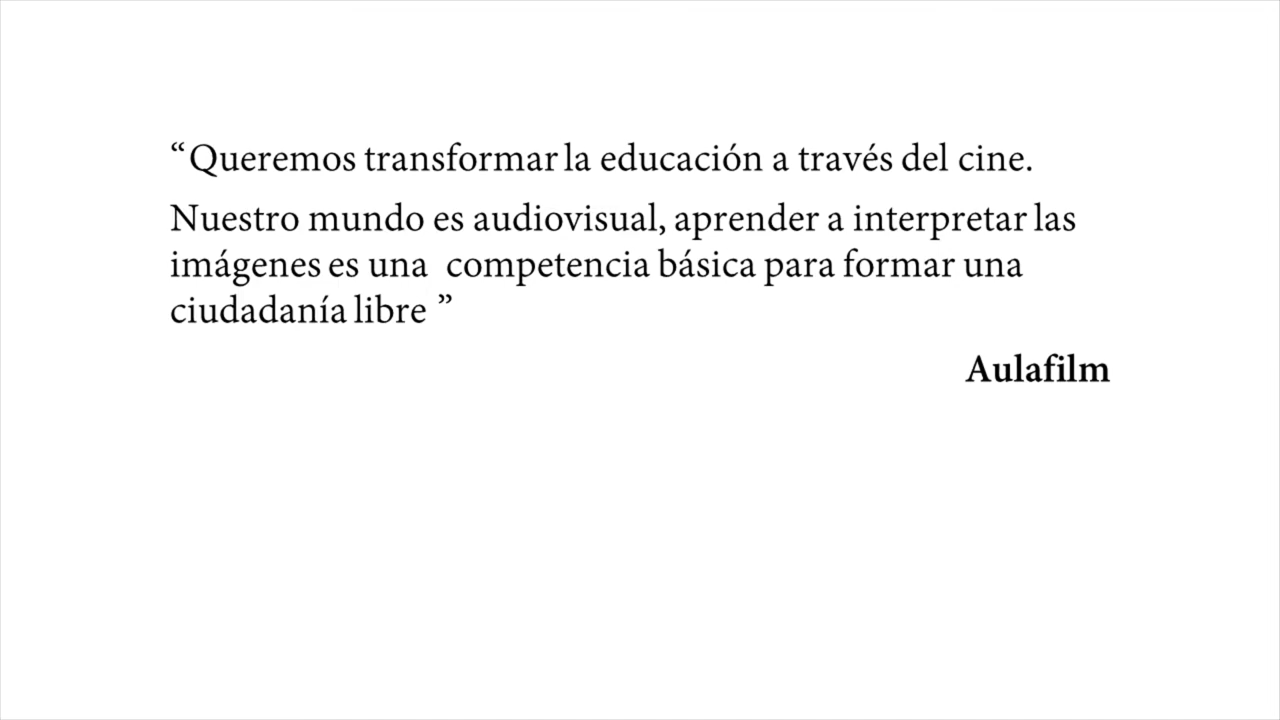 “Queremos transformar la educación a través del cine.
Nuestro mundo es audiovisual, aprender a interpretar las
imágenes es una competencia básica para formar una
ciudadanía libre ”
Aulafilm